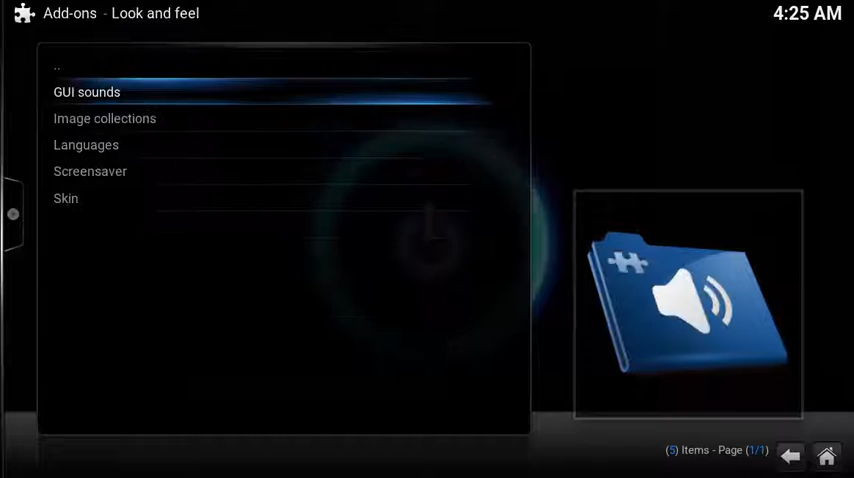 Add-ons - Look and feel
4:25 AM
..
GUI sounds
Image collections
Languages
Screensaver
Skin
(5) Items - Page (1/1)